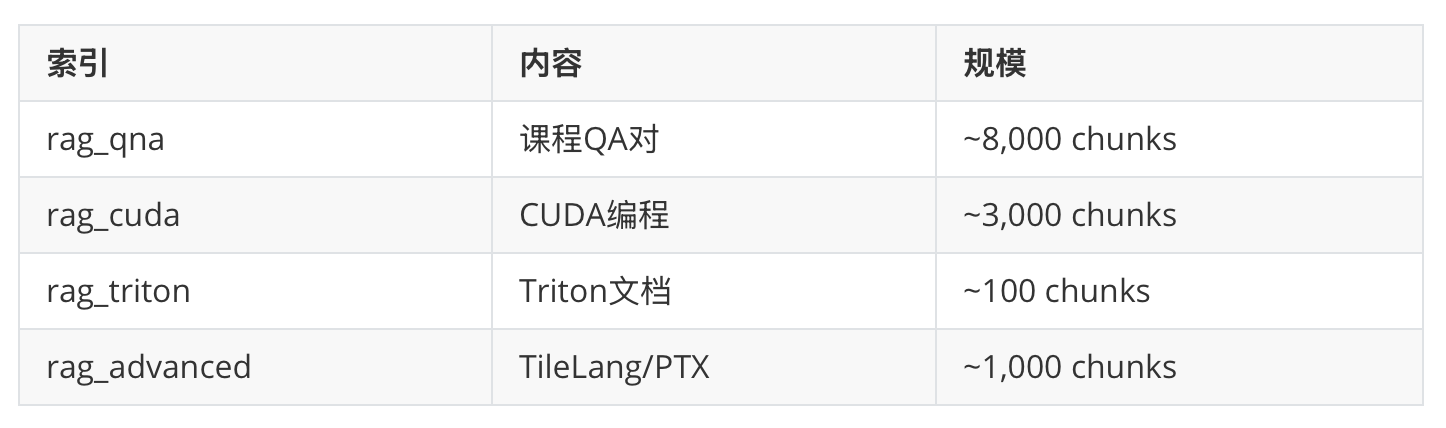 索引 内容 规模
rag_qna 课程QA对 ~8,000 chunks
rag_cuda CUDA编程 ~3,000 chunks
rag_triton Triton文档 ~100 chunks
rag_advanced TileLang/PTX ~1,000 chunks